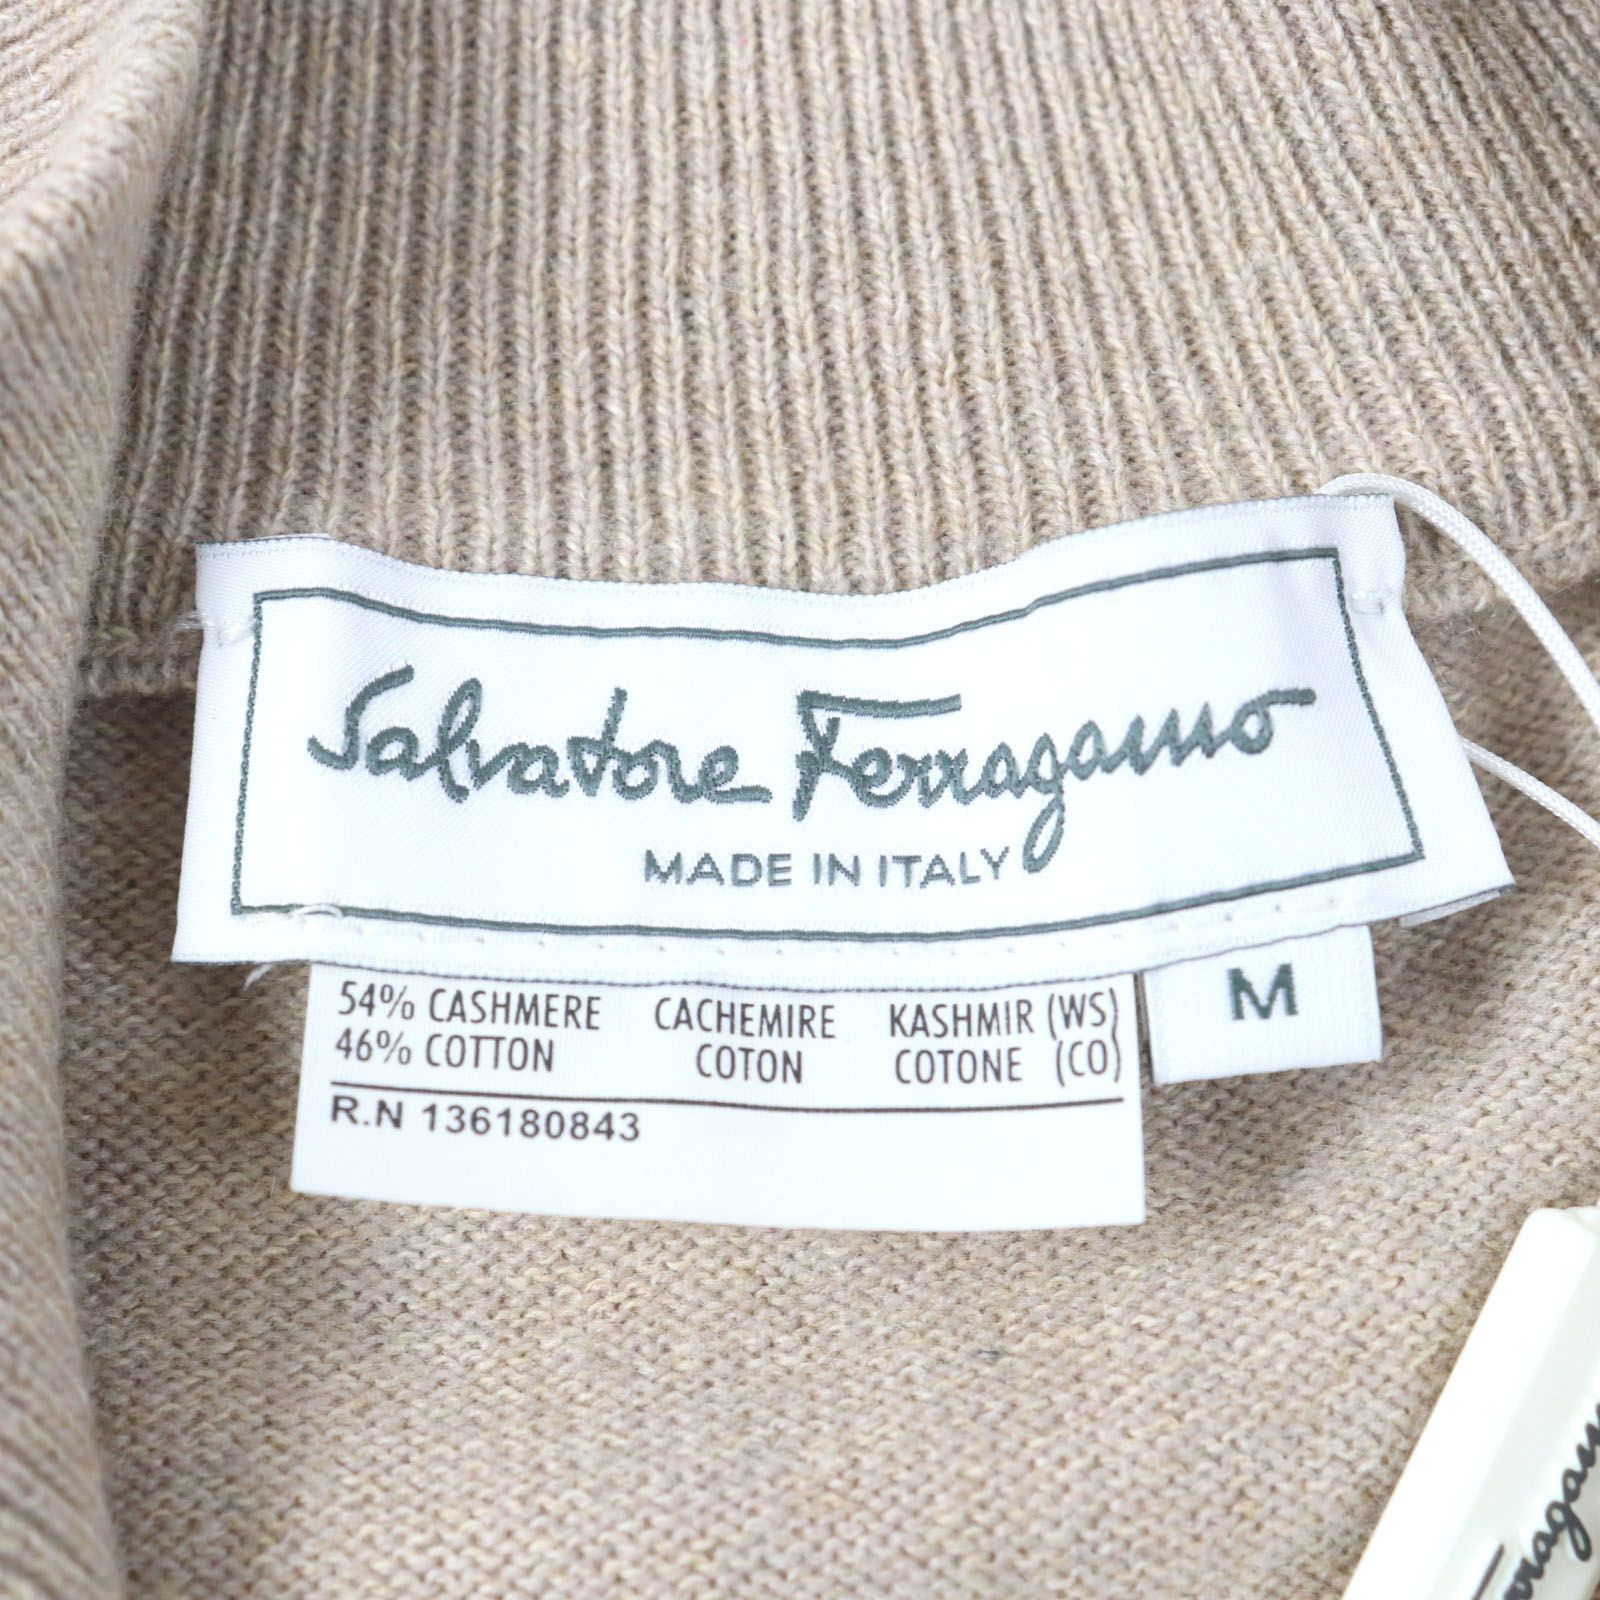 Salvatore Ferragamo
MADE IN ITALY
M
54% CASHMERE CACHEMIRE KASHMIR (WS)
46% COTTON COTON COTONE (CO)
R.N 136180843